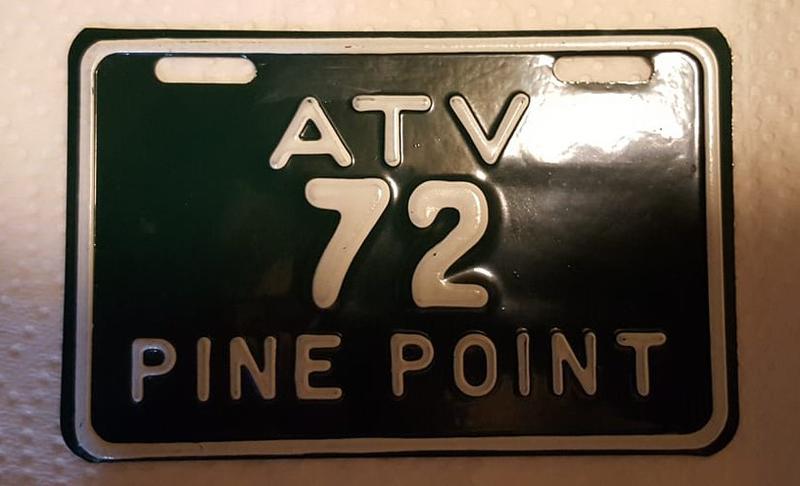 ATV
72
PINE POINT